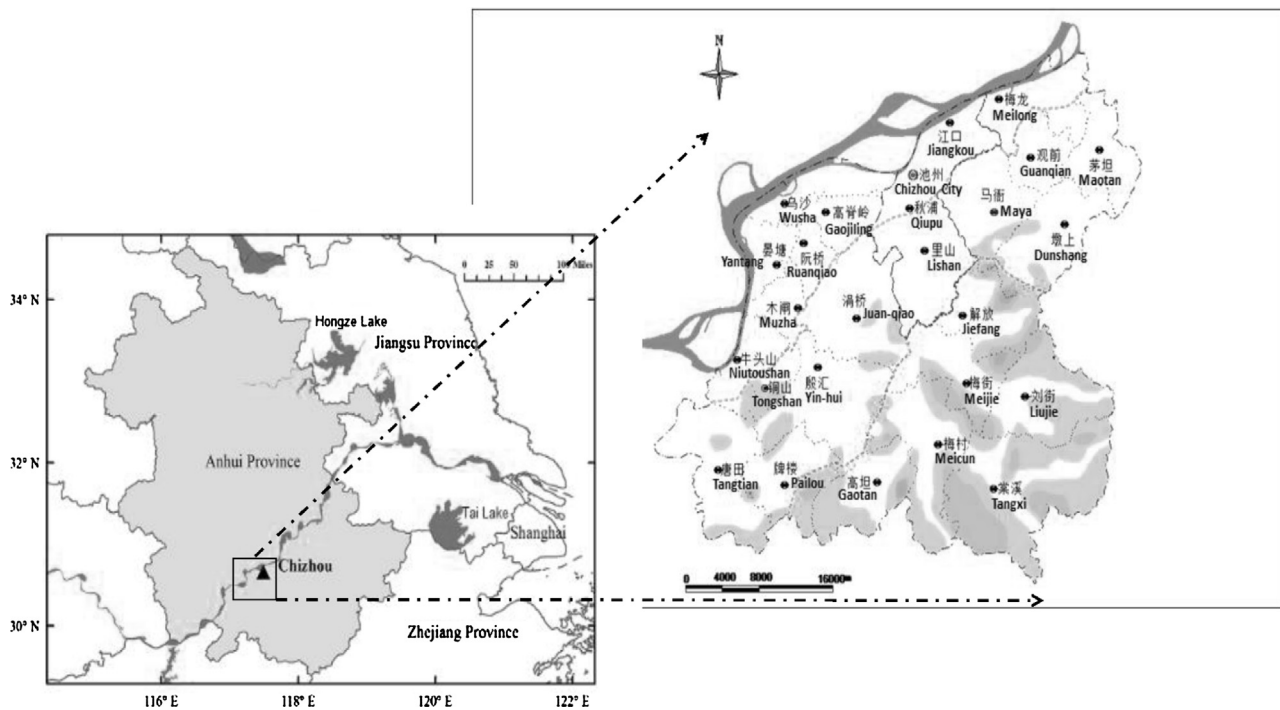 N
梅龙
Meilong
江口
Jiangkou
观前
Guanqian
茅坦
Maotan
池州
Chizhou City
马衙
Maya
乌沙
Wusha
高脊岭
Gaojiling
秋浦
Qiupu
墩上
Dunshang
晏塘
Yantang
阮桥
Ruanqiao
里山
Lishan
木闸
Muzha
涓桥
Juan-qiao
解放
Jiefang
牛头山
Niutoushan
铜山
Tongshan
殷汇
Yin-hui
梅街
Meijie
刘街
Liujie
梅村
Meicun
唐田
Tangtian
牌楼
Pailou
高坦
Gaotan
棠溪
Tangxi
0 4000 8000 16000m
0 25 50 100 Miles
34° N
32° N
30° N
Hongze Lake
Jiangsu Province
Anhui Province
Tai Lake
Shanghai
Chizhou
Zhejiang Province
116° E 118° E 120° E 122° E